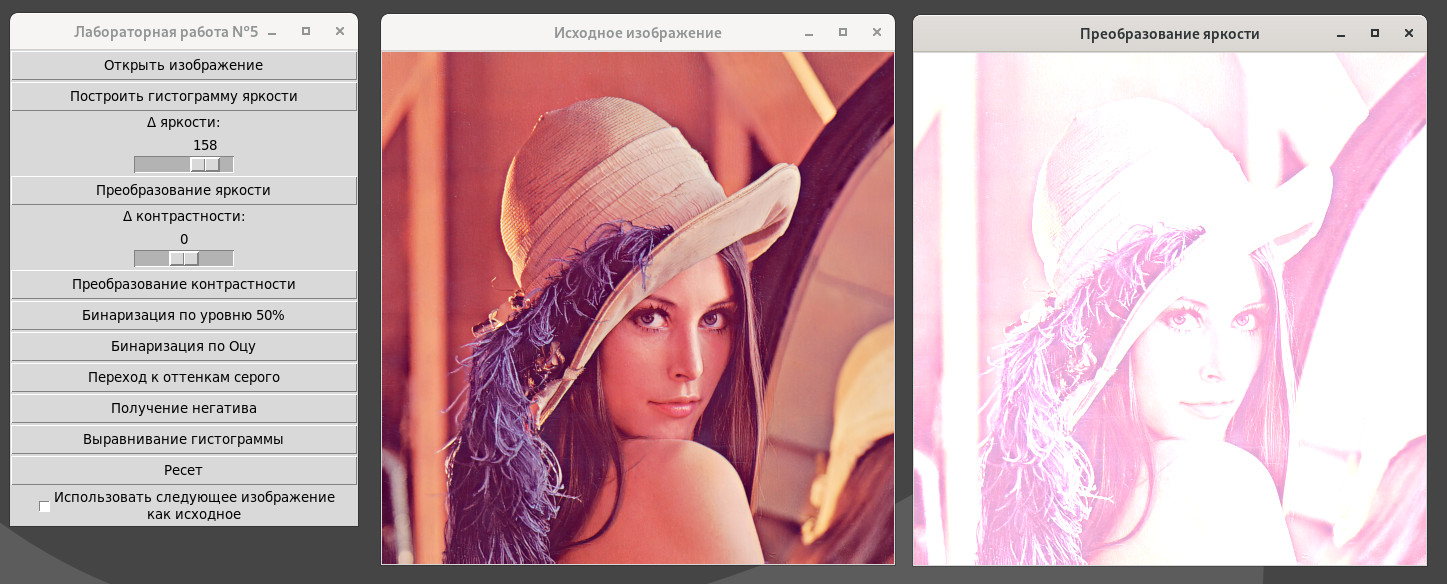 Лабораторная работа №5
Открыть изображение
Построить гистограмму яркости
Δ яркости:
158
Преобразование яркости
Δ контрастности:
0
Преобразование контрастности
Бинаризация по уровню 50%
Бинаризация по Оцу
Переход к оттенкам серого
Получение негатива
Выравнивание гистограммы
Ресет
Использовать следующее изображение
как исходное
Исходное изображение
Преобразование яркости